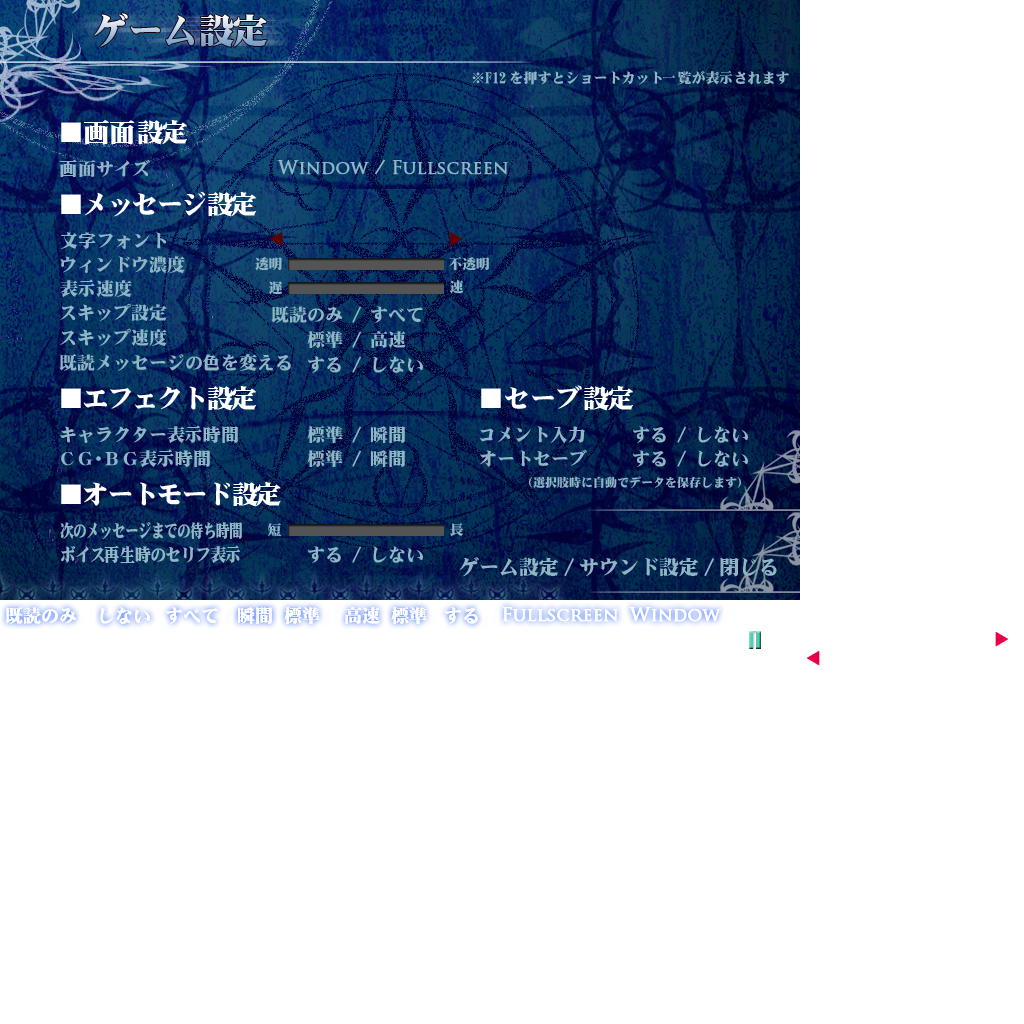 ゲーム設定
※F12を押すとショートカット一覧が表示されます
■画面設定
画面サイズ WINDOW / FULLSCREEN
■メッセージ設定
文字フォント ◀ ▶
ウィンドウ濃度 透明 不透明
表示速度 遅 速
スキップ設定 既読のみ / すべて
スキップ速度 標準 / 高速
既読メッセージの色を変える する / しない
■エフェクト設定
キャラクター表示時間 標準 / 瞬間
CG・BG表示時間 標準 / 瞬間
■セーブ設定
コメント入力 する / しない
オートセーブ する / しない
(選択肢時に自動でデータを保存します)
■オートモード設定
次のメッセージまでの待ち時間 短 長
ボイス再生時のセリフ表示 する / しない
ゲーム設定 / サウンド設定 / 閉じる
既読のみ しない すべて 瞬間 標準 高速 標準 する FULLSCREEN WINDOW